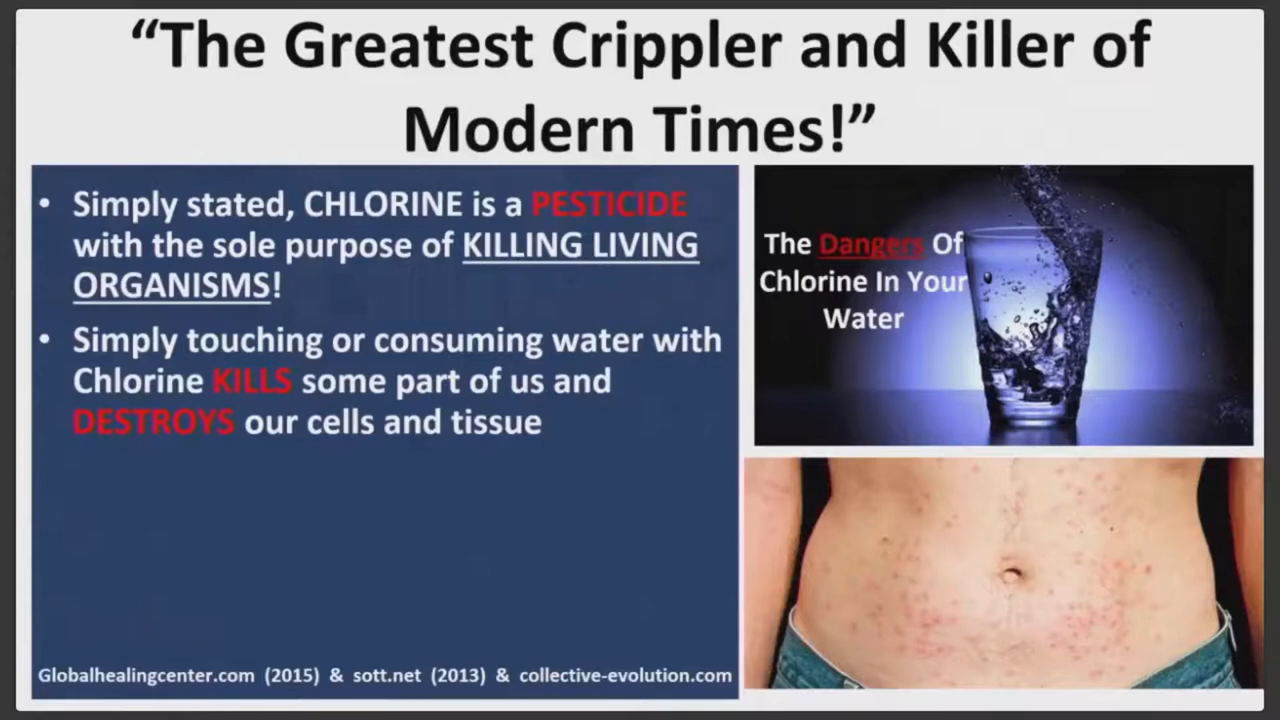 “The Greatest Crippler and Killer of
Modern Times!”
• Simply stated, CHLORINE is a PESTICIDE
with the sole purpose of KILLING LIVING
ORGANISMS!
• Simply touching or consuming water with
Chlorine KILLS some part of us and
DESTROYS our cells and tissue
Globalhealingcenter.com (2015) & sott.net (2013) & collective-evolution.com
The Dangers Of
Chlorine In Your
Water